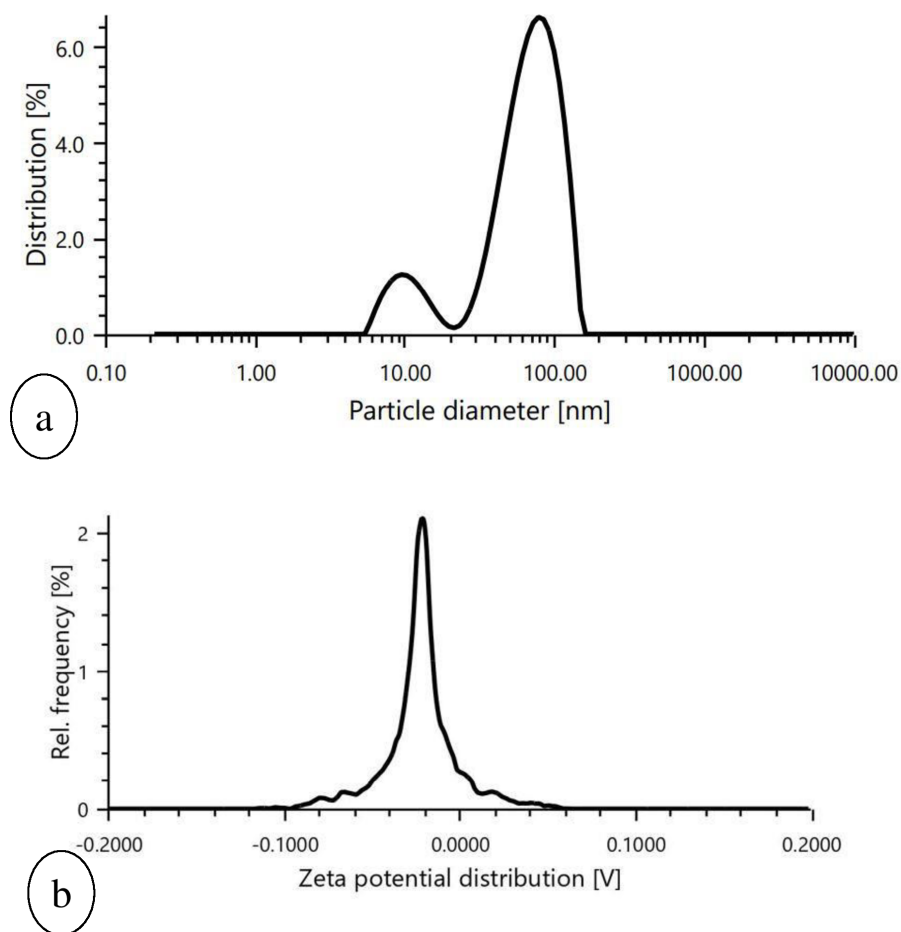 Distribution [%]
6.0
4.0
2.0
0.0
0.10 1.00 10.00 100.00 1000.00 10000.00
Particle diameter [nm]
a
Rel. frequency [%]
2
1
0
-0.2000 -0.1000 0.0000 0.1000 0.2000
Zeta potential distribution [V]
b